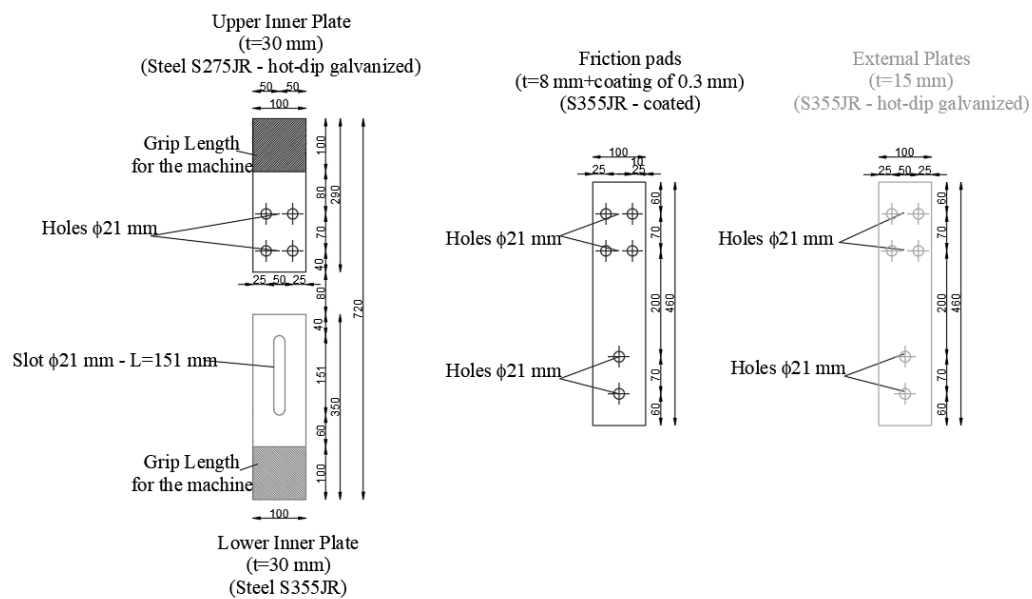 Upper Inner Plate
(t=30 mm)
(Steel S275JR - hot-dip galvanized)
50 50
100
Grip Length
for the machine
100
80
290
Holes ϕ21 mm
70
40
25 50 25
80
720
40
Slot ϕ21 mm - L=151 mm
151
350
60
Grip Length
for the machine
100
100
Lower Inner Plate
(t=30 mm)
(Steel S355JR)
Friction pads
(t=8 mm+coating of 0.3 mm)
(S355JR - coated)
100
10
25 25
60
Holes ϕ21 mm
70
200
460
Holes ϕ21 mm
70
60
External Plates
(t=15 mm)
(S355JR - hot-dip galvanized)
100
25 50 25
60
Holes ϕ21 mm
70
200
460
Holes ϕ21 mm
70
60